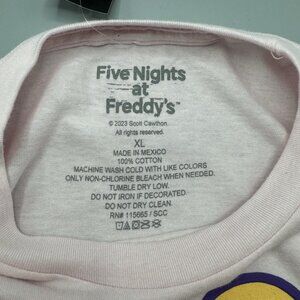 Five Nights
at
Freddy's™
© 2023 Scott Cawthon
All rights reserved.
XL
MADE IN MEXICO
100% COTTON
MACHINE WASH COLD WITH LIKE COLORS
ONLY NON-CHLORINE BLEACH WHEN NEEDED.
TUMBLE DRY LOW.
DO NOT IRON IF DECORATED.
DO NOT DRY CLEAN.
RN# 115665 / SCC